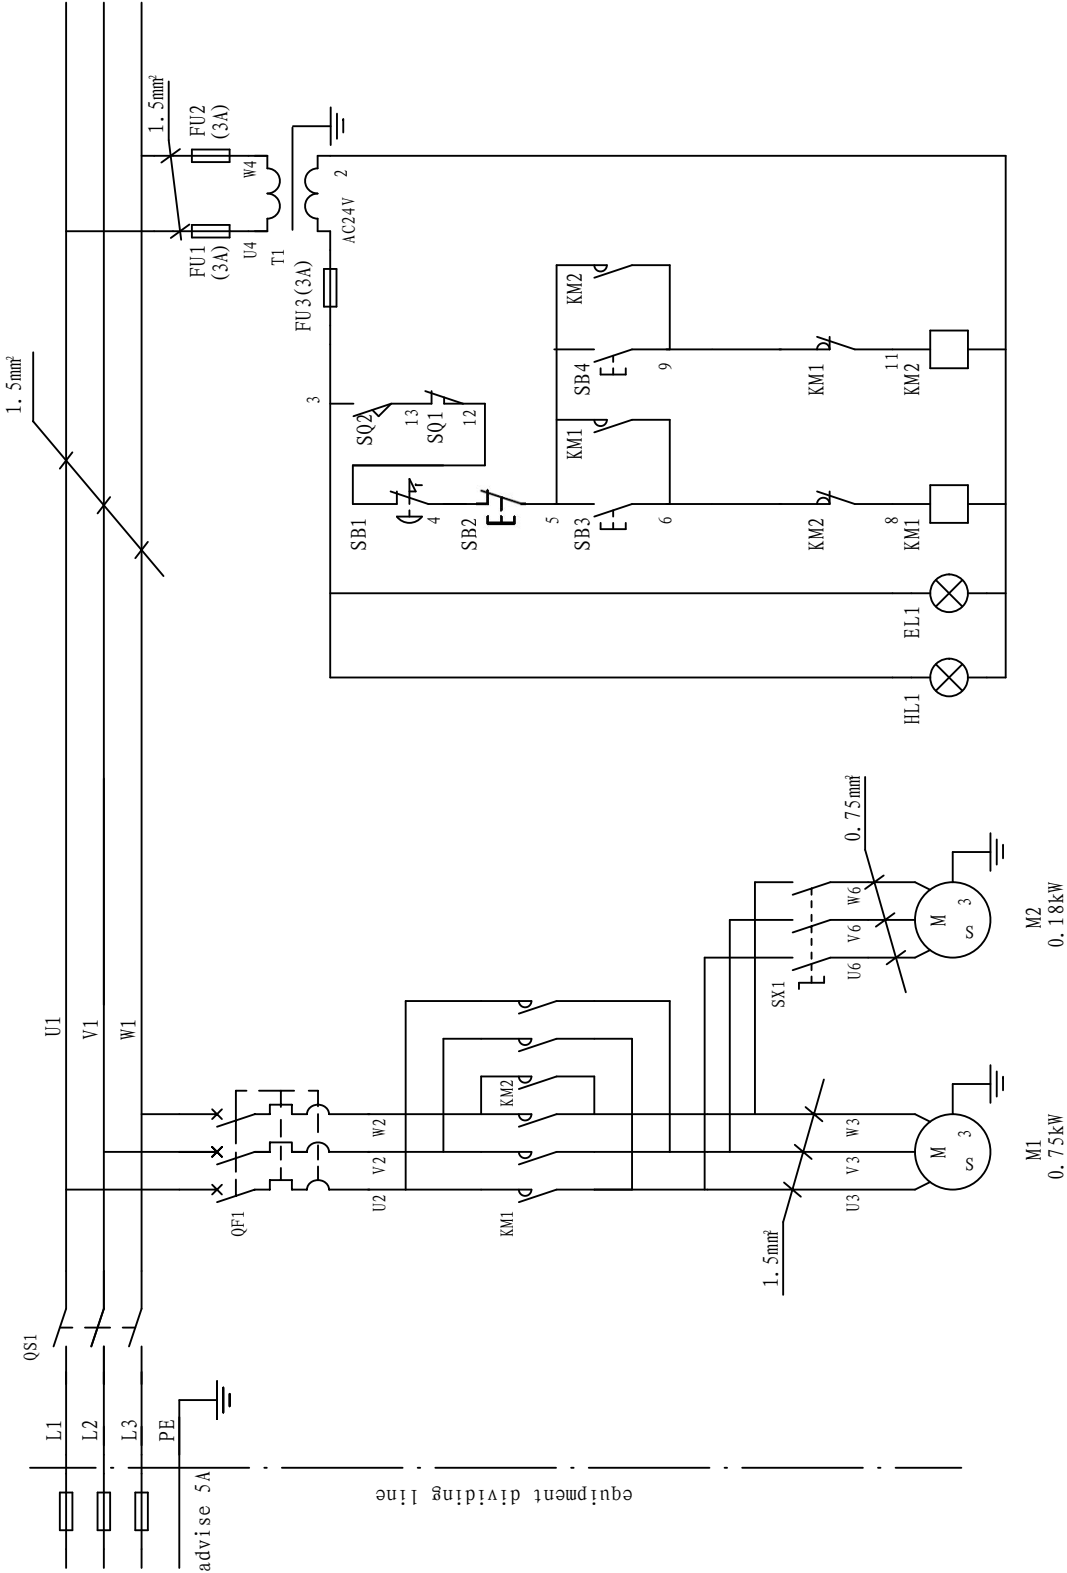 L1
L2
L3
PE
advise 5A
equipment dividing line
QS1
U1
V1
W1
1.5mm²
1.5mm²
QF1
U2
V2
W2
KM1
KM2
1.5mm²
U3
V3
W3
M
3
S
M1
0.75kW
SX1
U6
V6
W6
0.75mm²
M
3
S
M2
0.18kW
FU1
(3A)
FU2
(3A)
U4
W4
T1
AC24V
2
FU3(3A)
3
SQ2
13
SQ1
12
SB1
4
SB2
5
SB3
KM1
6
SB4
KM2
9
KM2
8
KM1
KM1
11
KM2
HL1
EL1